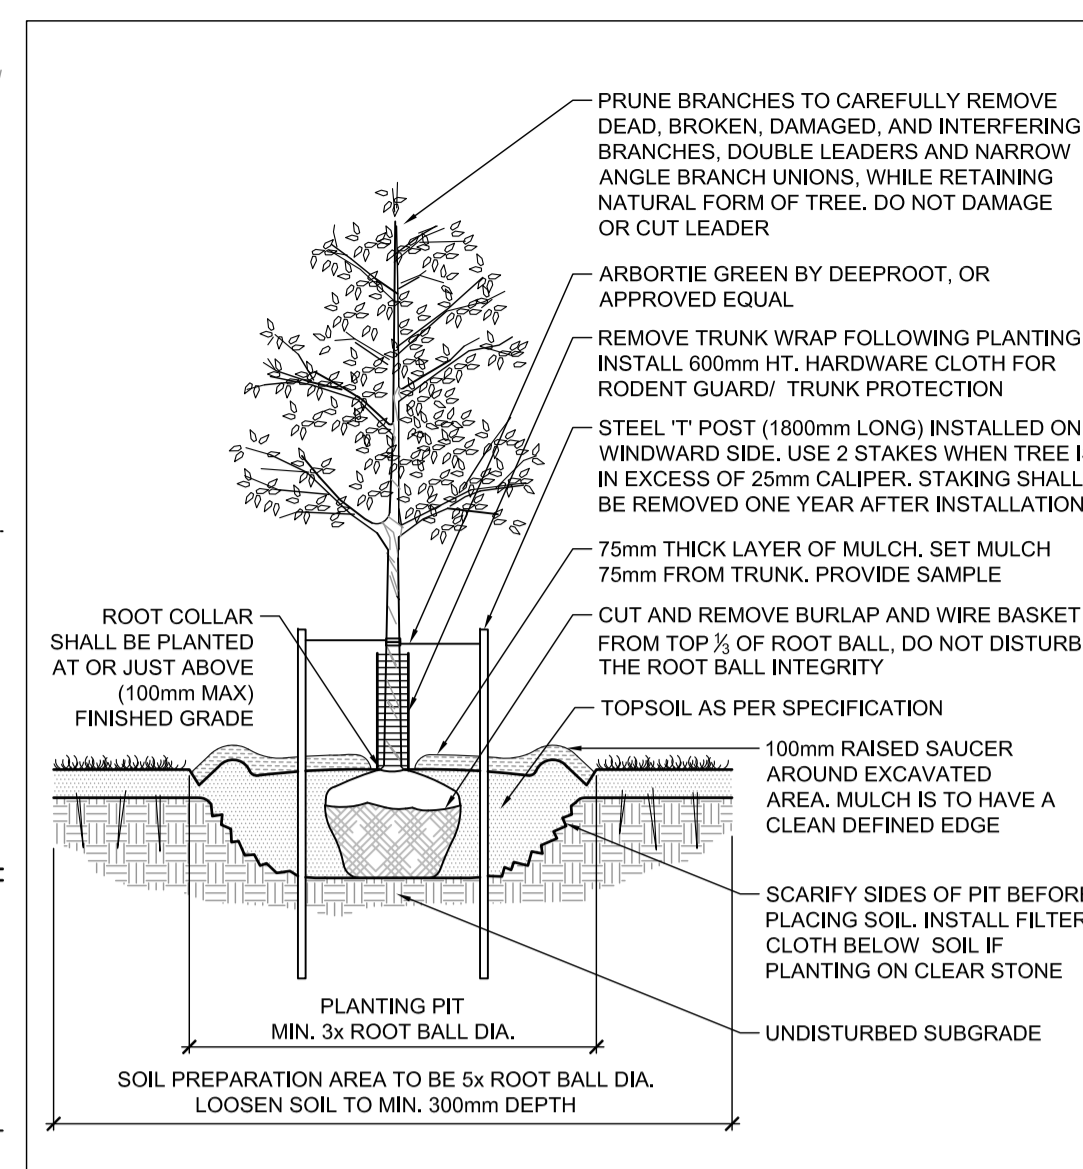 PRUNE BRANCHES TO CAREFULLY REMOVE
DEAD, BROKEN, DAMAGED, AND INTERFERING
BRANCHES, DOUBLE LEADERS AND NARROW
ANGLE BRANCH UNIONS, WHILE RETAINING
NATURAL FORM OF TREE. DO NOT DAMAGE
OR CUT LEADER
ARBORTIE GREEN BY DEEPROOT, OR
APPROVED EQUAL
REMOVE TRUNK WRAP FOLLOWING PLANTING
INSTALL 600mm HT. HARDWARE CLOTH FOR
RODENT GUARD/ TRUNK PROTECTION
STEEL 'T' POST (1800mm LONG) INSTALLED ON
WINDWARD SIDE. USE 2 STAKES WHEN TREE
IN EXCESS OF 25mm CALIPER. STAKING SHALL
BE REMOVED ONE YEAR AFTER INSTALLATION
75mm THICK LAYER OF MULCH. SET MULCH
75mm FROM TRUNK. PROVIDE SAMPLE
CUT AND REMOVE BURLAP AND WIRE BASKET
FROM TOP ⅓ OF ROOT BALL, DO NOT DISTURB
THE ROOT BALL INTEGRITY
TOPSOIL AS PER SPECIFICATION
100mm RAISED SAUCER
AROUND EXCAVATED
AREA. MULCH IS TO HAVE A
CLEAN DEFINED EDGE
SCARIFY SIDES OF PIT BEFOR
PLACING SOIL. INSTALL FILTER
CLOTH BELOW SOIL IF
PLANTING ON CLEAR STONE
UNDISTURBED SUBGRADE
ROOT COLLAR
SHALL BE PLANTED
AT OR JUST ABOVE
(100mm MAX)
FINISHED GRADE
PLANTING PIT
MIN. 3x ROOT BALL DIA.
SOIL PREPARATION AREA TO BE 5x ROOT BALL DIA.
LOOSEN SOIL TO MIN. 300mm DEPTH